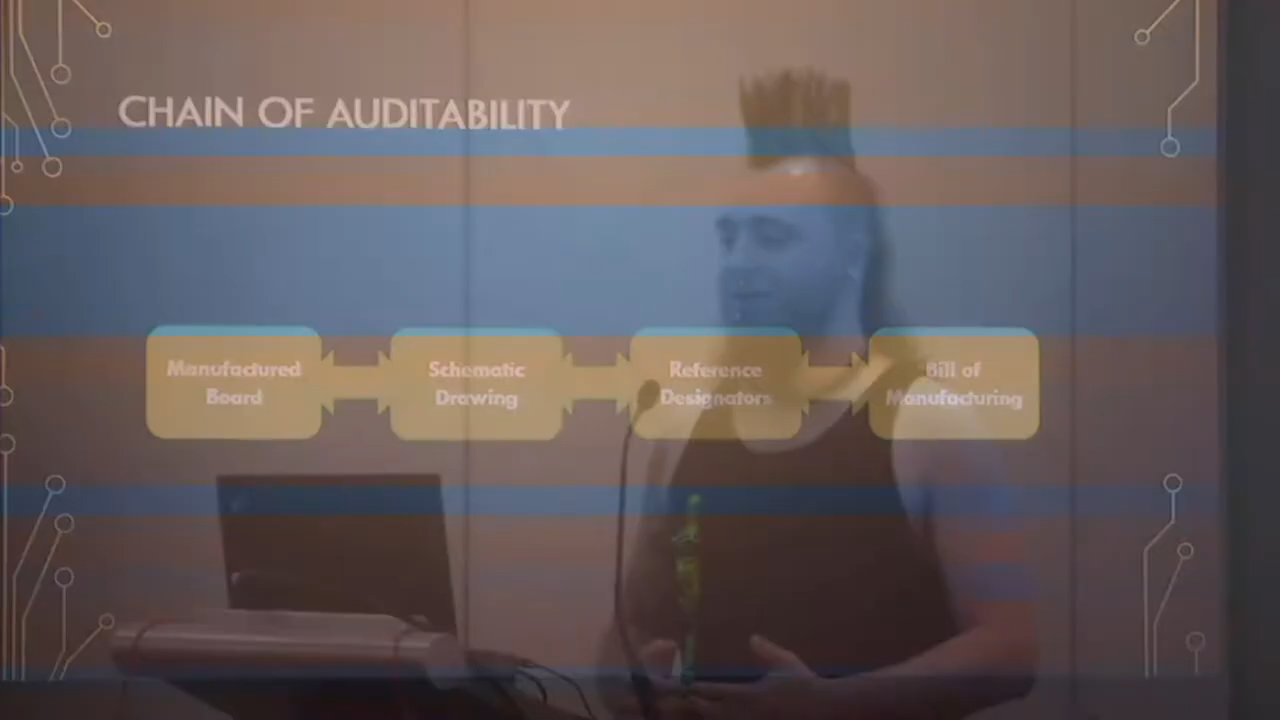 CHAIN OF AUDITABILITY
Manufactured
Board
Schematic
Drawing
Reference
Designators
Bill of
Manufacturing